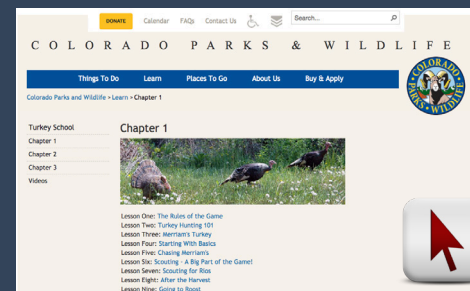 DONATE Calendar FAQs Contact Us Search...
COLORADO PARKS & WILDLIFE
Things To Do Learn Places To Go About Us Buy & Apply
COLORADO PARKS & WILDLIFE
Colorado Parks and Wildlife » Learn » Chapter 1
Turkey School
Chapter 1
Chapter 2
Chapter 3
Videos
Chapter 1
Lesson One: The Rules of the Game
Lesson Two: Turkey Hunting 101
Lesson Three: Merriam's Turkey
Lesson Four: Starting With Basics
Lesson Five: Chasing Merriam's
Lesson Six: Scouting - A Big Part of the Game!
Lesson Seven: Scouting for Rios
Lesson Eight: After the Harvest
Lesson Nine: Going to Roost